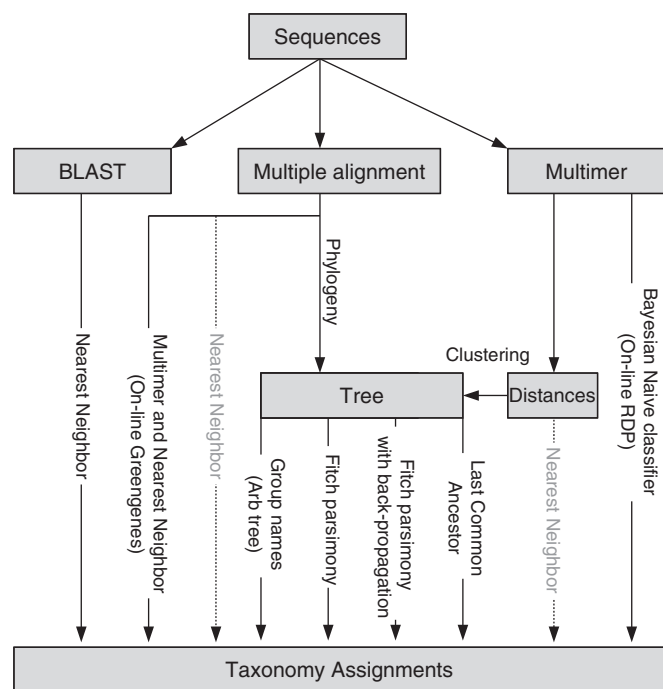 Sequences
BLAST
Multiple alignment
Multimer
Nearest Neighbor
Multimer and Nearest Neighbor
(On-line Greengenes)
Nearest Neighbor
Phylogeny
Clustering
Tree
Distances
Bayesian Naive classifier
(On-line RDP)
Group names
(Arb tree)
Fitch parsimony
Fitch parsimony
with back-propagation
Last Common
Ancestor
Nearest Neighbor
Taxonomy Assignments